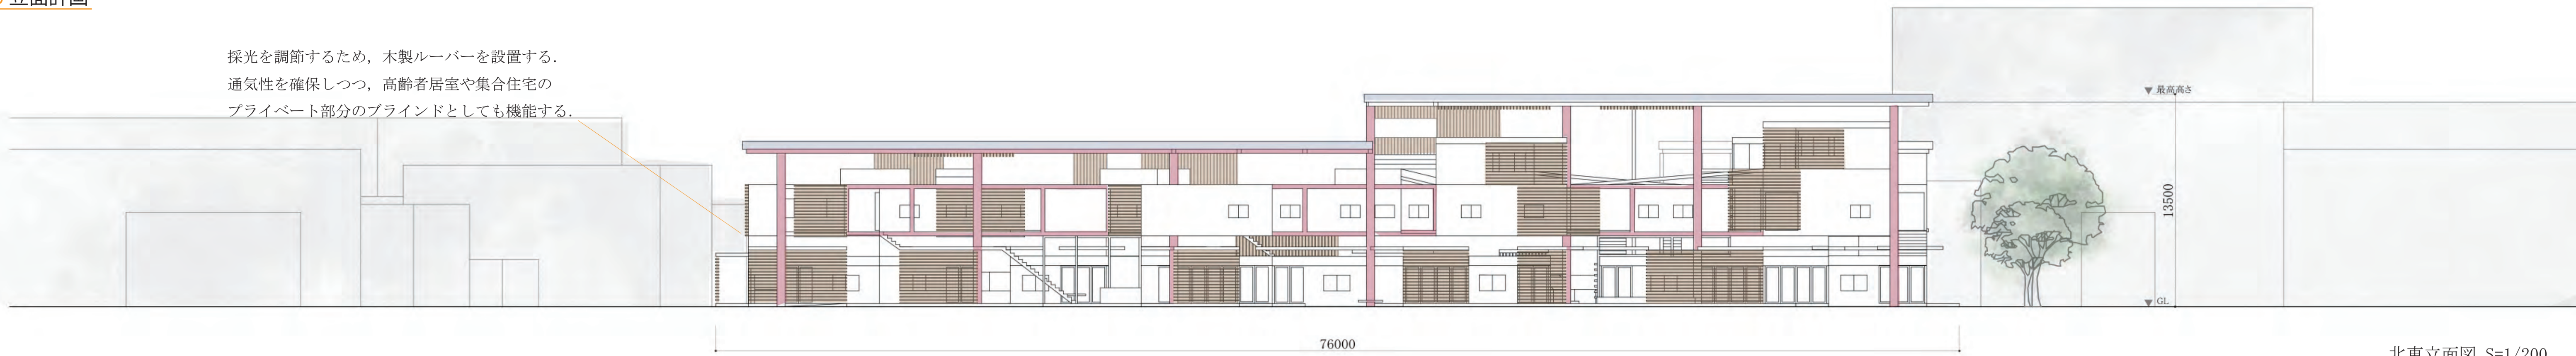 立面計画
採光を調節するため，木製ルーバーを設置する．
通気性を確保しつつ，高齢者居室や集合住宅の
プライベート部分のブラインドとしても機能する．
最高高さ
13500
GL
76000
北東立面図 S=1/200